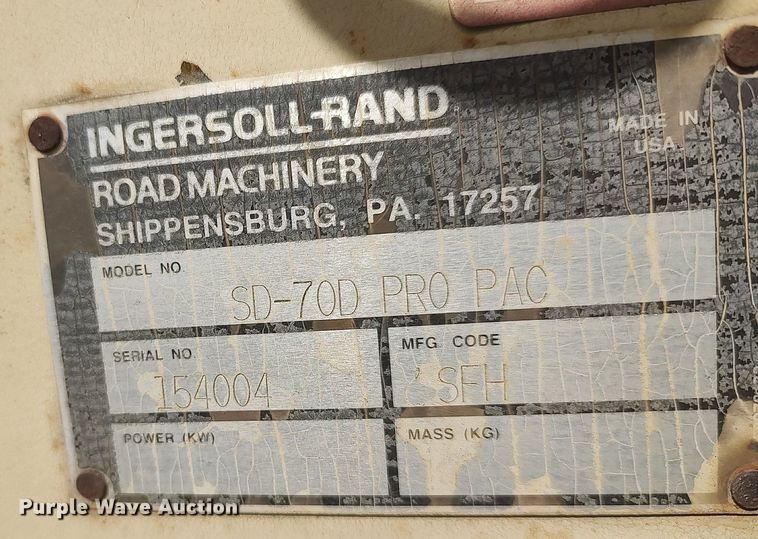 INGERSOLL-RAND
ROAD MACHINERY
SHIPPENSBURG, PA. 17257
MADE IN
USA
MODEL NO.
SD-70D PRO PAC
SERIAL NO.
154004
MFG CODE
SFH
POWER (KW)
MASS (KG)
Purple Wave Auction